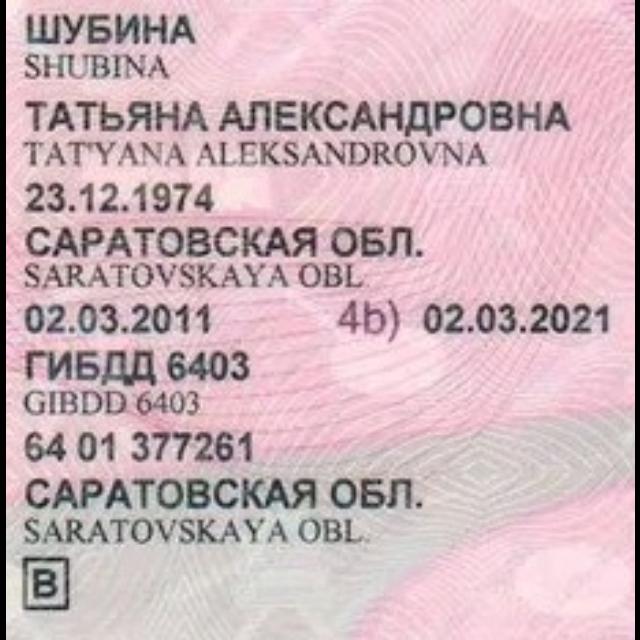 ШУБИНА
SHUBINA
ТАТЬЯНА АЛЕКСАНДРОВНА
TAT'YANA ALEKSANDROVNA
23.12.1974
САРАТОВСКАЯ ОБЛ.
SARATOVSKAYA OBL
02.03.2011 4b) 02.03.2021
ГИБДД 6403
GIBDD 6403
64 01 377261
САРАТОВСКАЯ ОБЛ.
SARATOVSKAYA OBL.
B